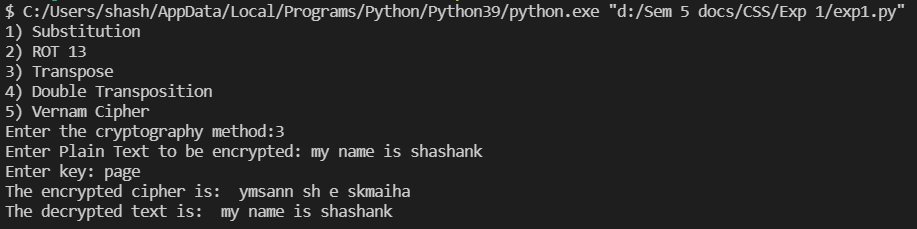 $ C:/Users/shash/AppData/Local/Programs/Python/Python39/python.exe "d:/Sem 5 docs/CSS/Exp 1/exp1.py"
1) Substitution
2) ROT 13
3) Transpose
4) Double Transposition
5) Vernam Cipher
Enter the cryptography method:3
Enter Plain Text to be encrypted: my name is shashank
Enter key: page
The encrypted cipher is:  ymsann sh e skmaiha
The decrypted text is:  my name is shashank